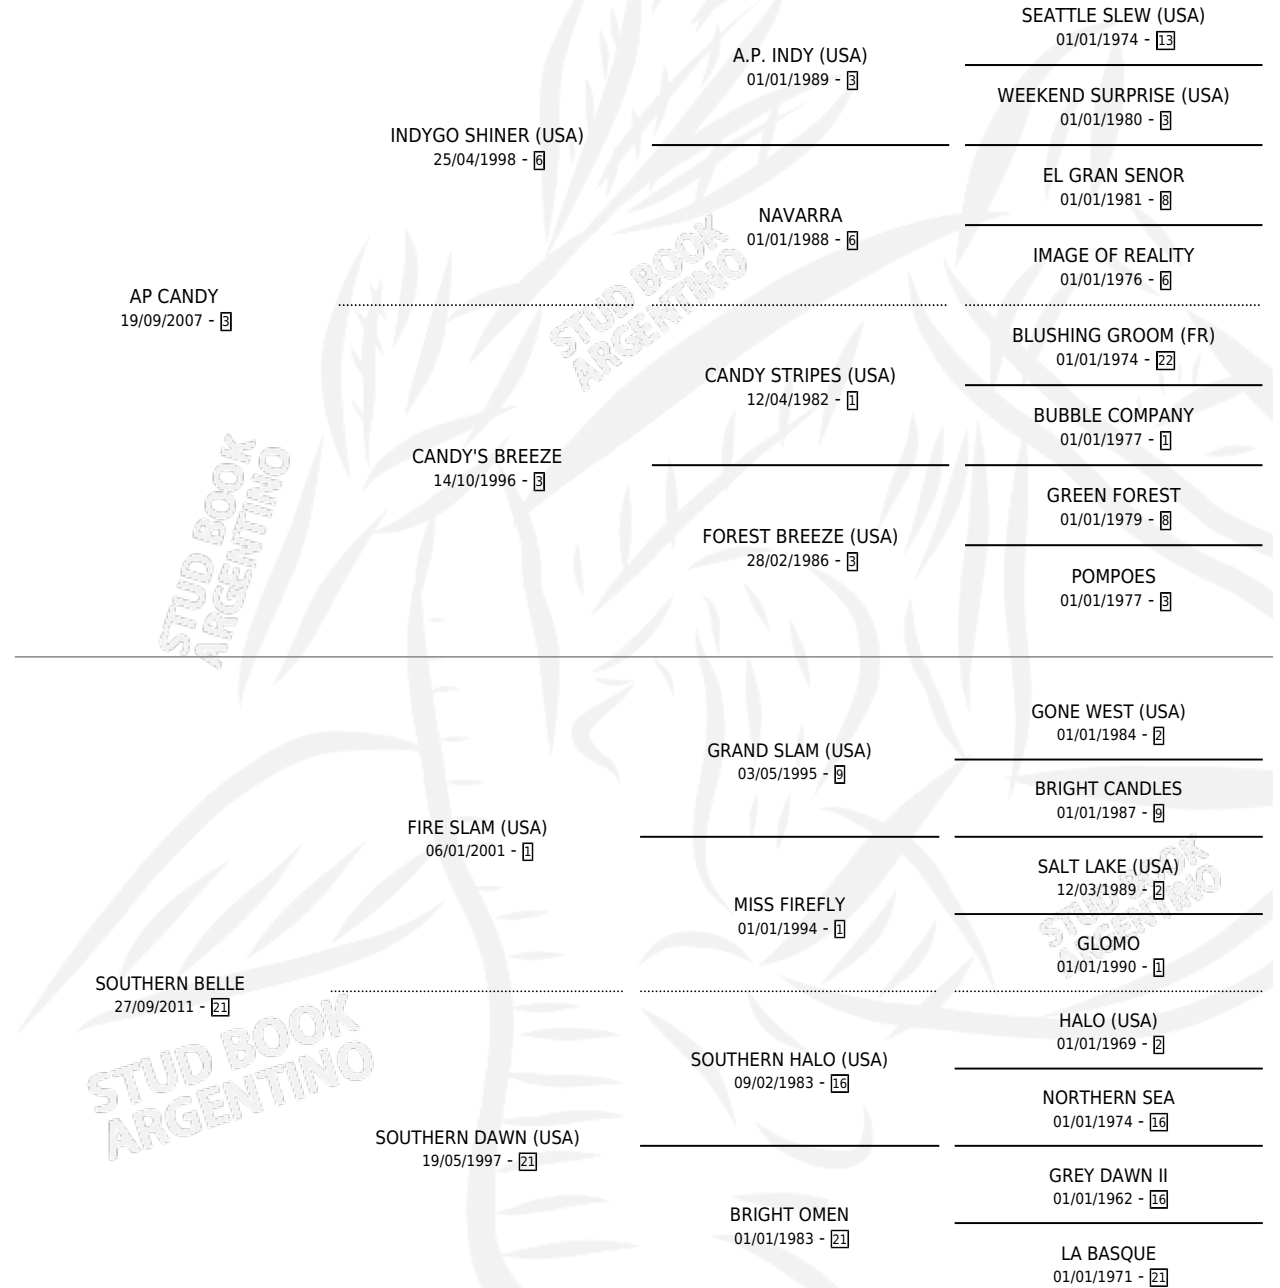 SEATTLE SLEW (USA)
01/01/1974 - 13
A.P. INDY (USA)
01/01/1989 - 3
WEEKEND SURPRISE (USA)
01/01/1980 - 3
INDYGO SHINER (USA)
25/04/1998 - 6
EL GRAN SENOR
01/01/1981 - 8
NAVARRA
01/01/1988 - 6
IMAGE OF REALITY
01/01/1976 - 6
AP CANDY
19/09/2007 - 3
BLUSHING GROOM (FR)
01/01/1974 - 22
CANDY STRIPES (USA)
12/04/1982 - 1
BUBBLE COMPANY
01/01/1977 - 1
CANDY'S BREEZE
14/10/1996 - 3
GREEN FOREST
01/01/1979 - 8
FOREST BREEZE (USA)
28/02/1986 - 3
POMPOES
01/01/1977 - 3
GONE WEST (USA)
01/01/1984 - 2
GRAND SLAM (USA)
03/05/1995 - 9
BRIGHT CANDLES
01/01/1987 - 9
FIRE SLAM (USA)
06/01/2001 - 1
SALT LAKE (USA)
12/03/1989 - 2
MISS FIREFLY
01/01/1994 - 1
GLOMO
01/01/1990 - 1
SOUTHERN BELLE
27/09/2011 - 21
HALO (USA)
01/01/1969 - 2
SOUTHERN HALO (USA)
09/02/1983 - 16
NORTHERN SEA
01/01/1974 - 16
SOUTHERN DAWN (USA)
19/05/1997 - 21
GREY DAWN II
01/01/1962 - 16
BRIGHT OMEN
01/01/1983 - 21
LA BASQUE
01/01/1971 - 21
STUD BOOK
ARGENTINO
STUD BOOK
ARGENTINO
STUD BOOK
ARGENTINO
STUD BOOK
ARGENTINO